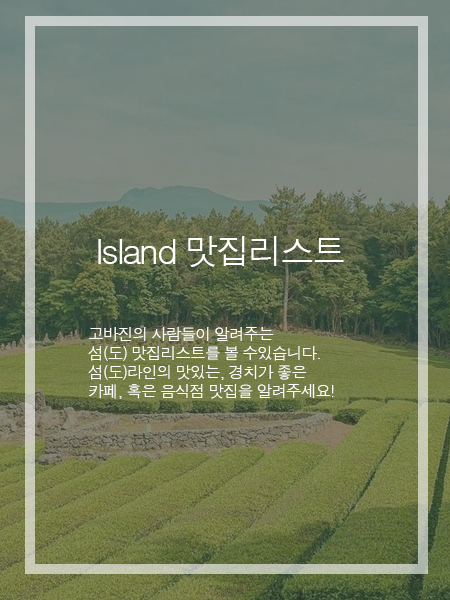 Island 맛집리스트
고바진의 사람들이 알려주는
섬(도) 맛집리스트를 볼 수있습니다.
섬(도)라인의 맛있는, 경치가 좋은
카페, 혹은 음식점 맛집을 알려주세요!